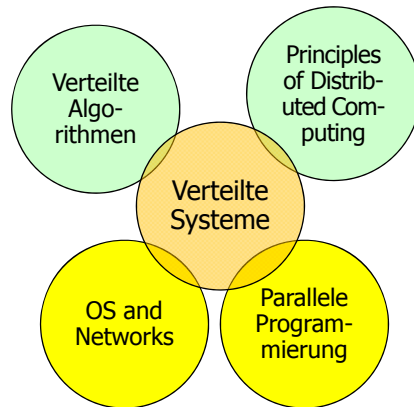 Verteilte
Algo-
rithmen
Principles
of Distrib-
uted Com-
puting
Verteilte
Systeme
OS and
Networks
Parallele
Program-
mierung